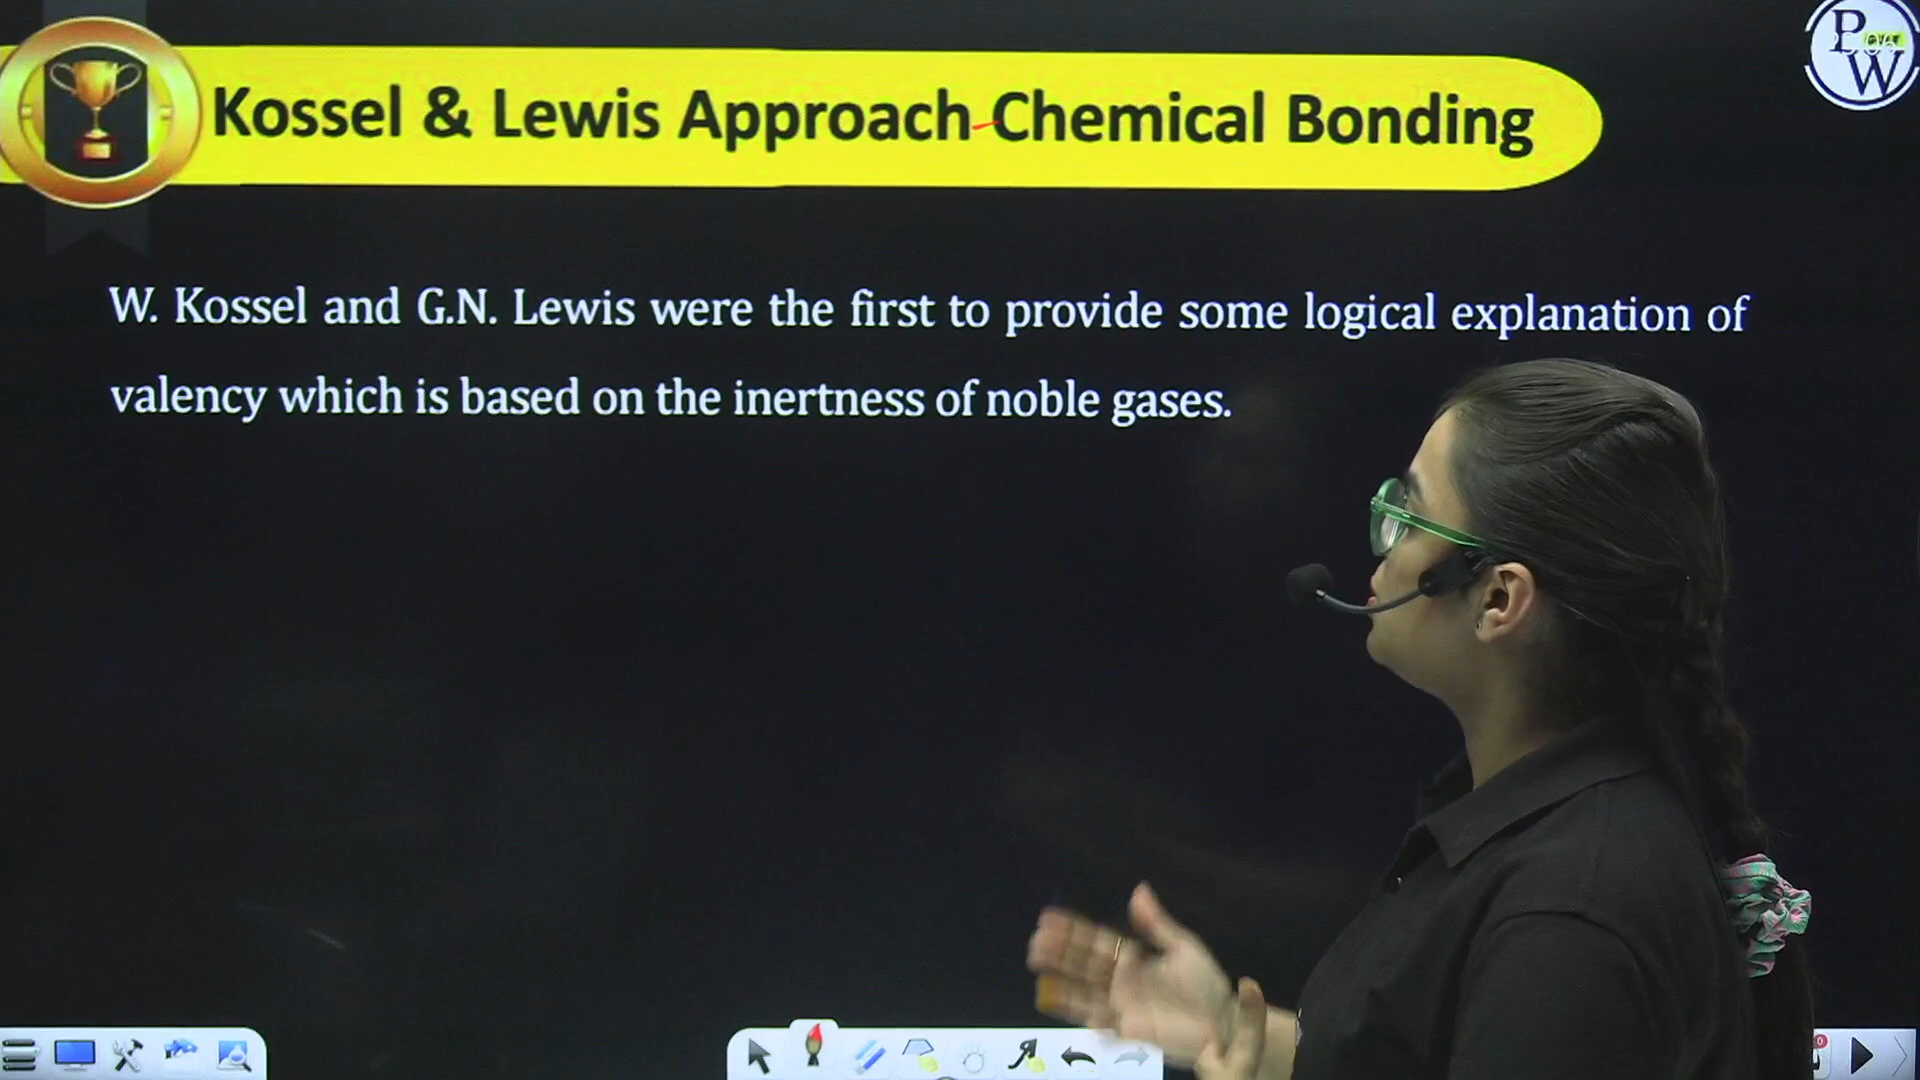 Kossel & Lewis Approach Chemical Bonding
PW
W. Kossel and G.N. Lewis were the first to provide some logical explanation of
valency which is based on the inertness of noble gases.